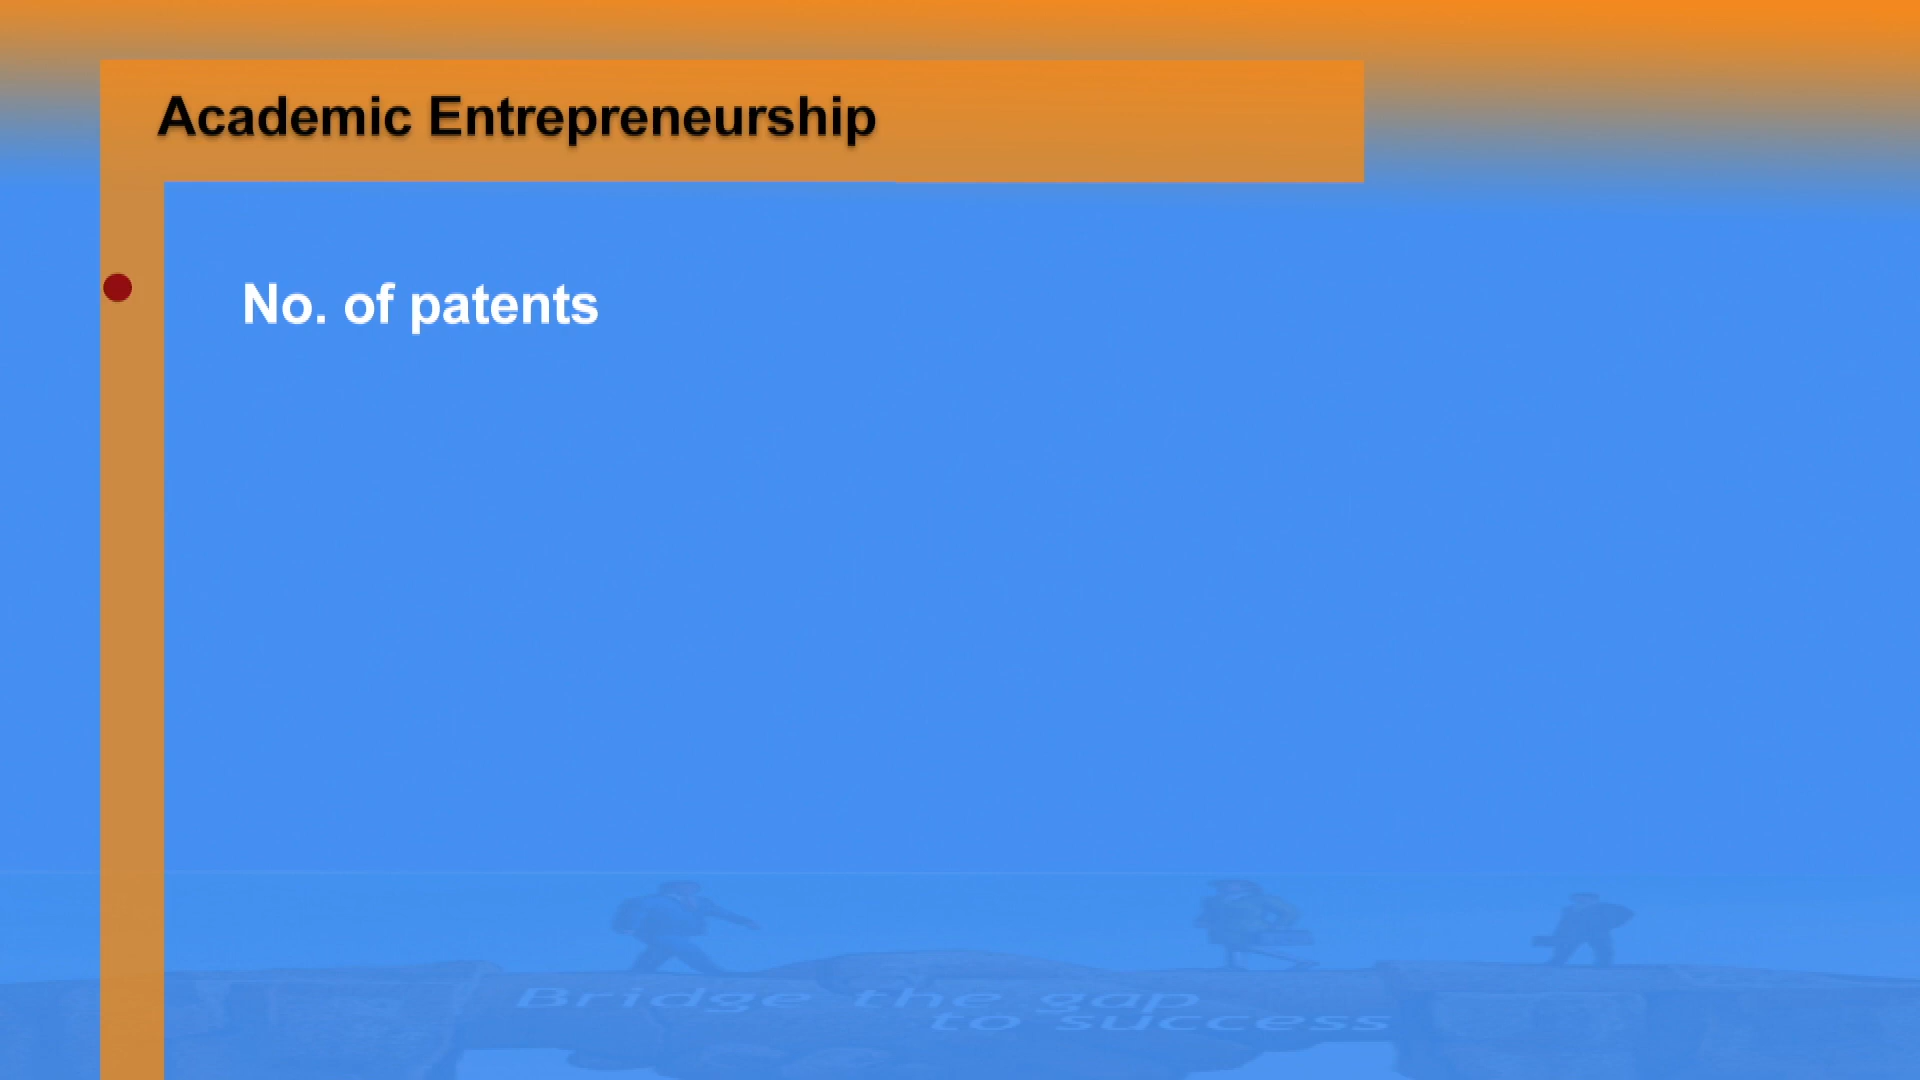 Academic Entrepreneurship
No. of patents
Bridge the gap
to success